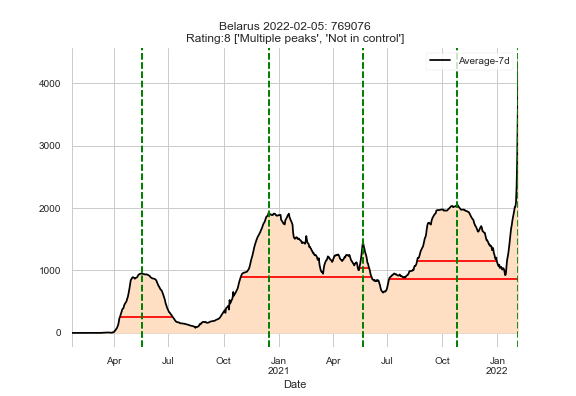 Belarus 2022-02-05: 769076
Rating:8 ['Multiple peaks', 'Not in control']
Average-7d
4000
3000
2000
1000
0
Apr
Jul
Oct
Jan
2021
Apr
Jul
Oct
Jan
2022
Date